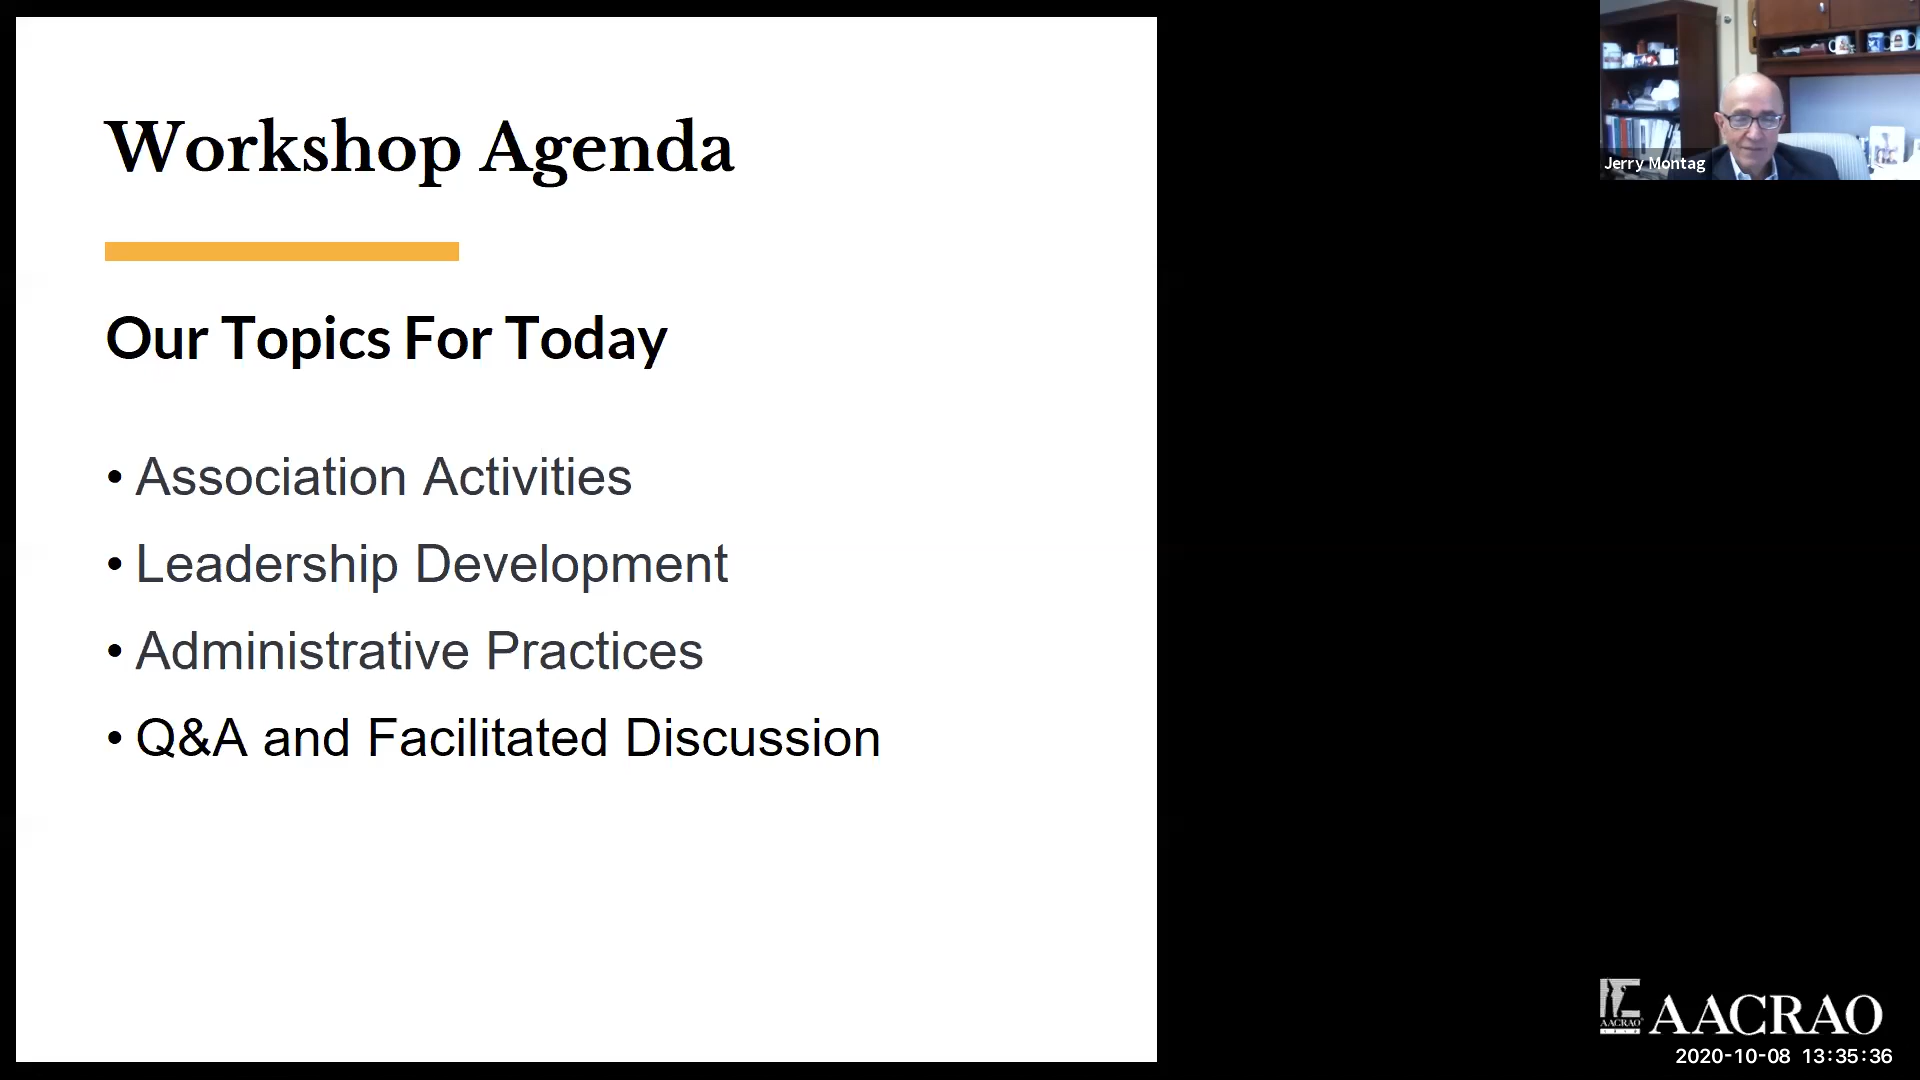 Workshop Agenda
Our Topics For Today
• Association Activities
• Leadership Development
• Administrative Practices
• Q&A and Facilitated Discussion
Jerry Montag
AACRAO
AACRAO
2020-10-08 13:35:36